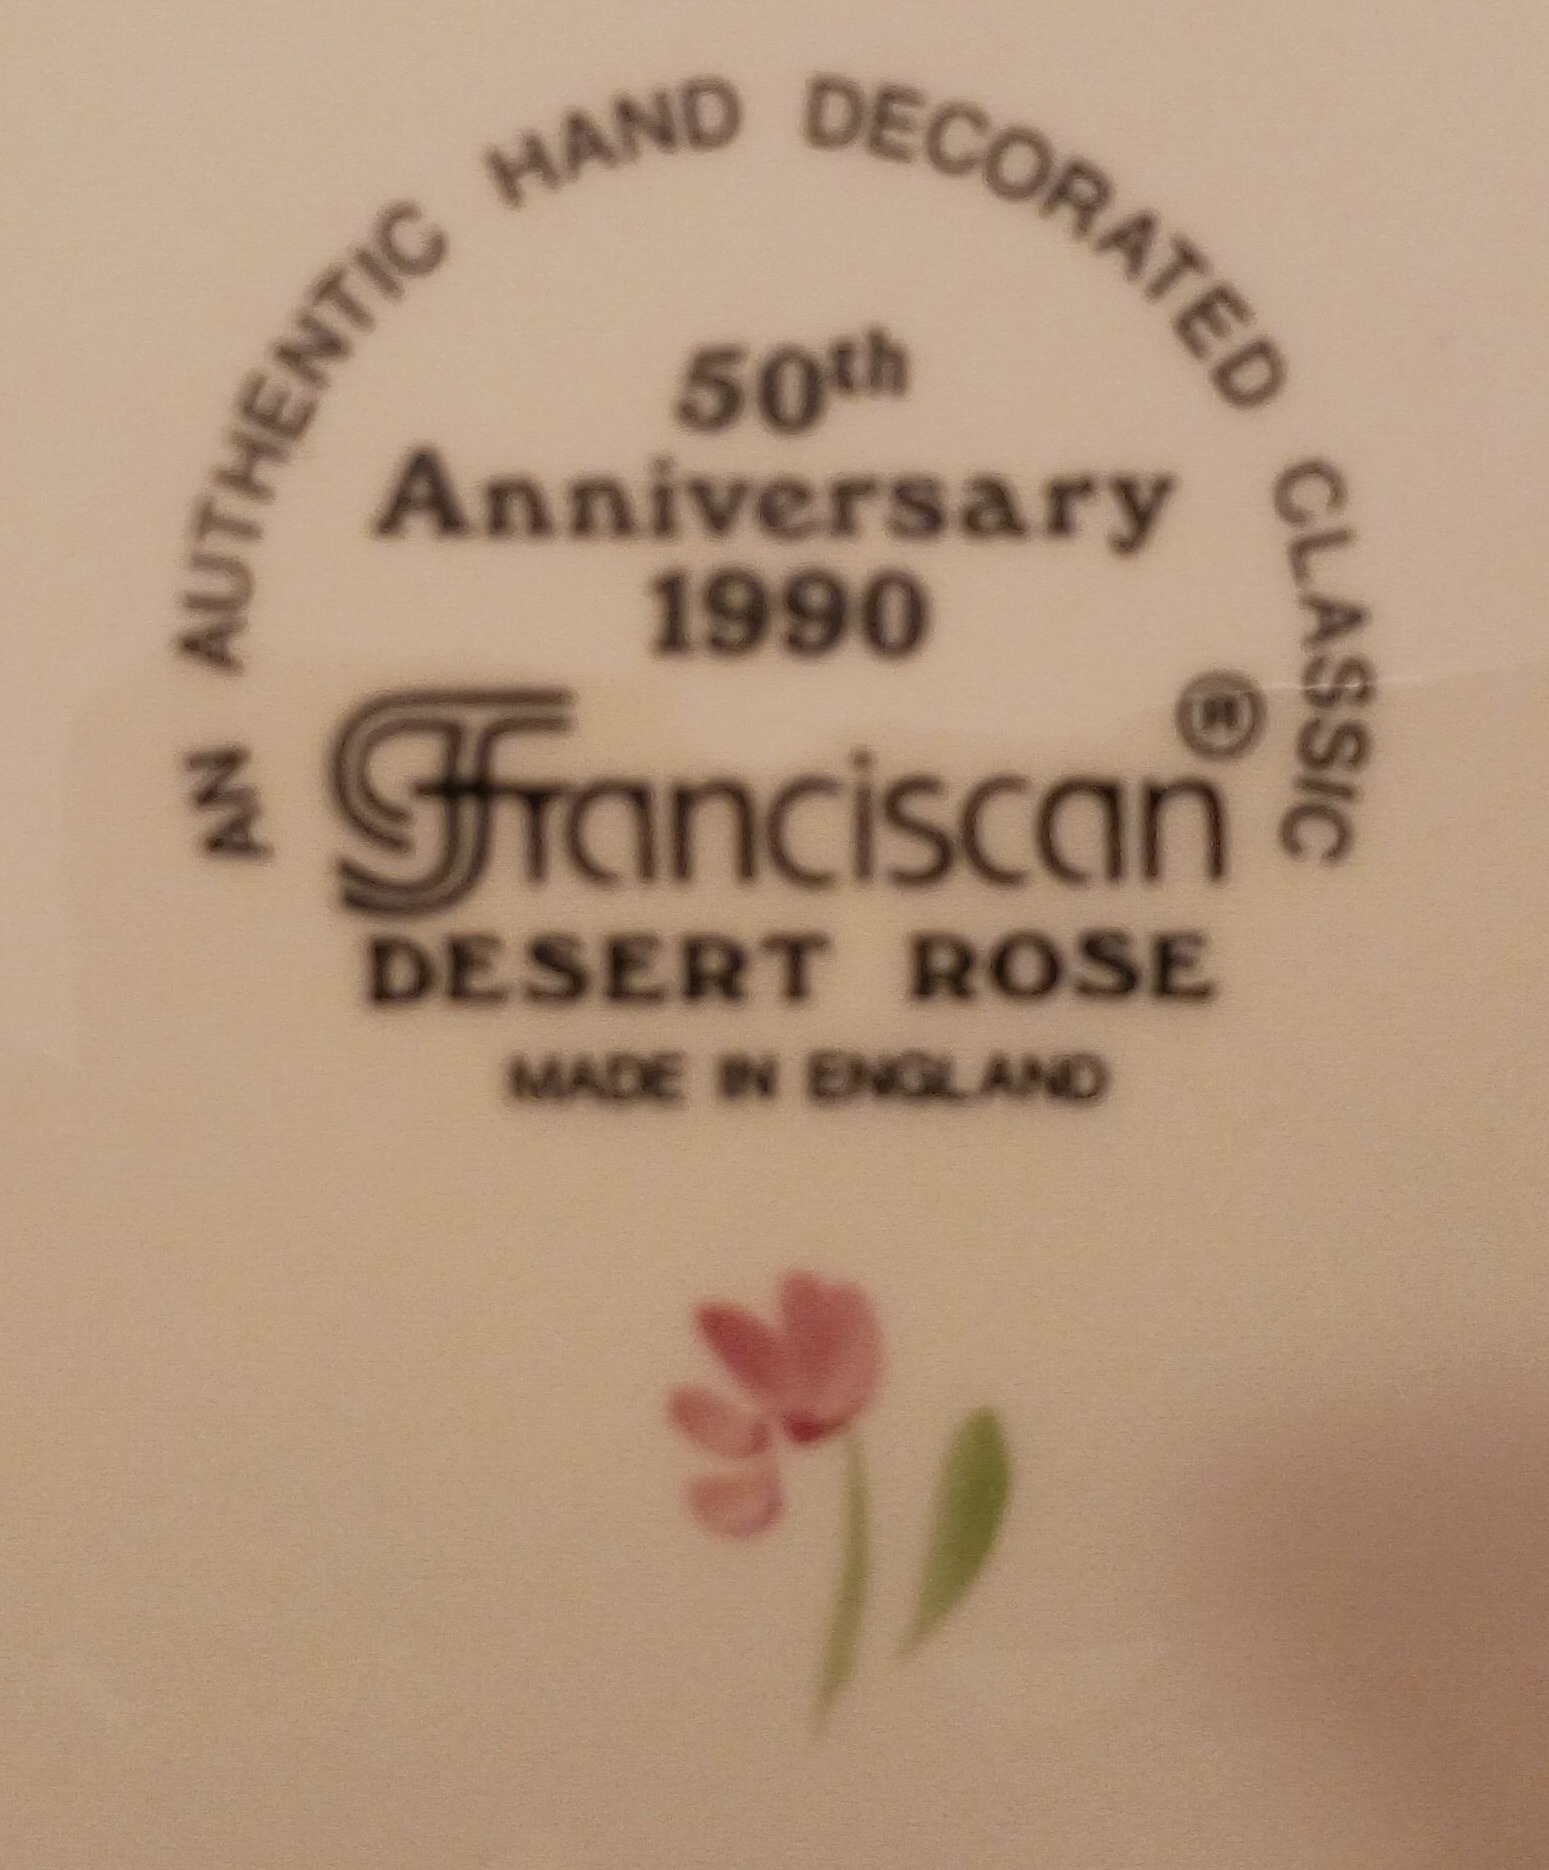 AN AUTHENTIC HAND DECORATED CLASSIC
50th
Anniversary
1990
Franciscan®
DESERT ROSE
MADE IN ENGLAND